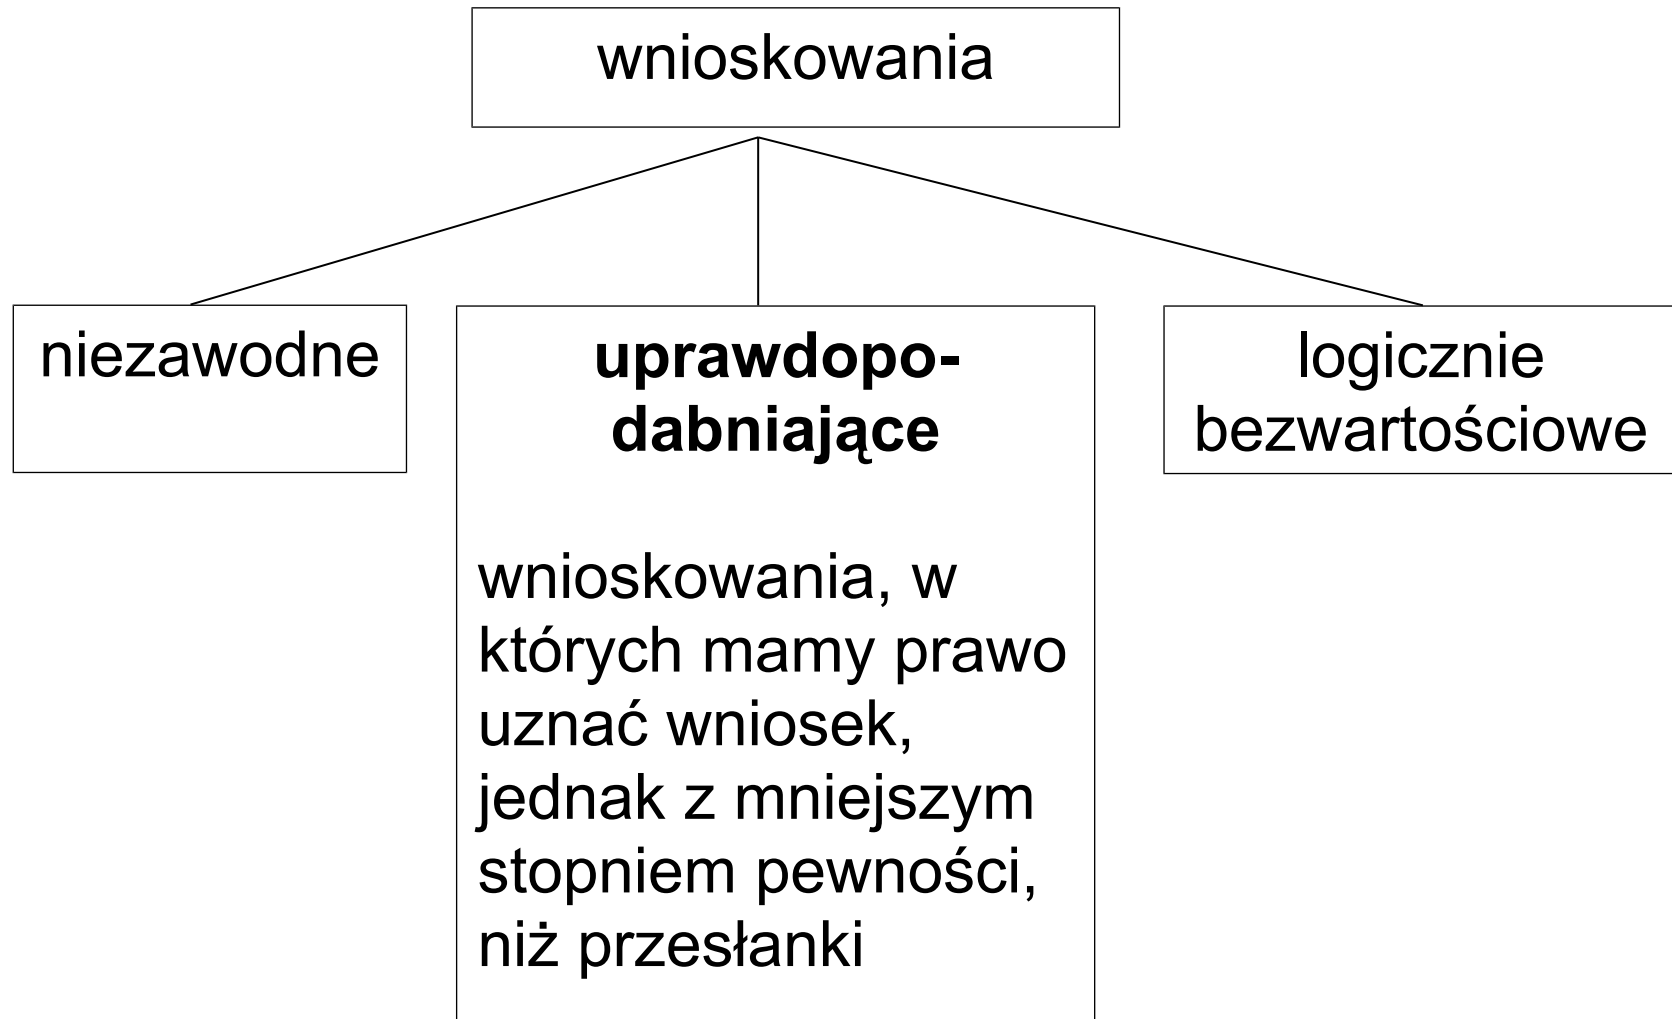 wnioskowania
niezawodne
uprawdopo-
dabniające
wnioskowania, w
których mamy prawo
uznać wniosek,
jednak z mniejszym
stopniem pewności,
niż przesłanki
logicznie
bezwartościowe